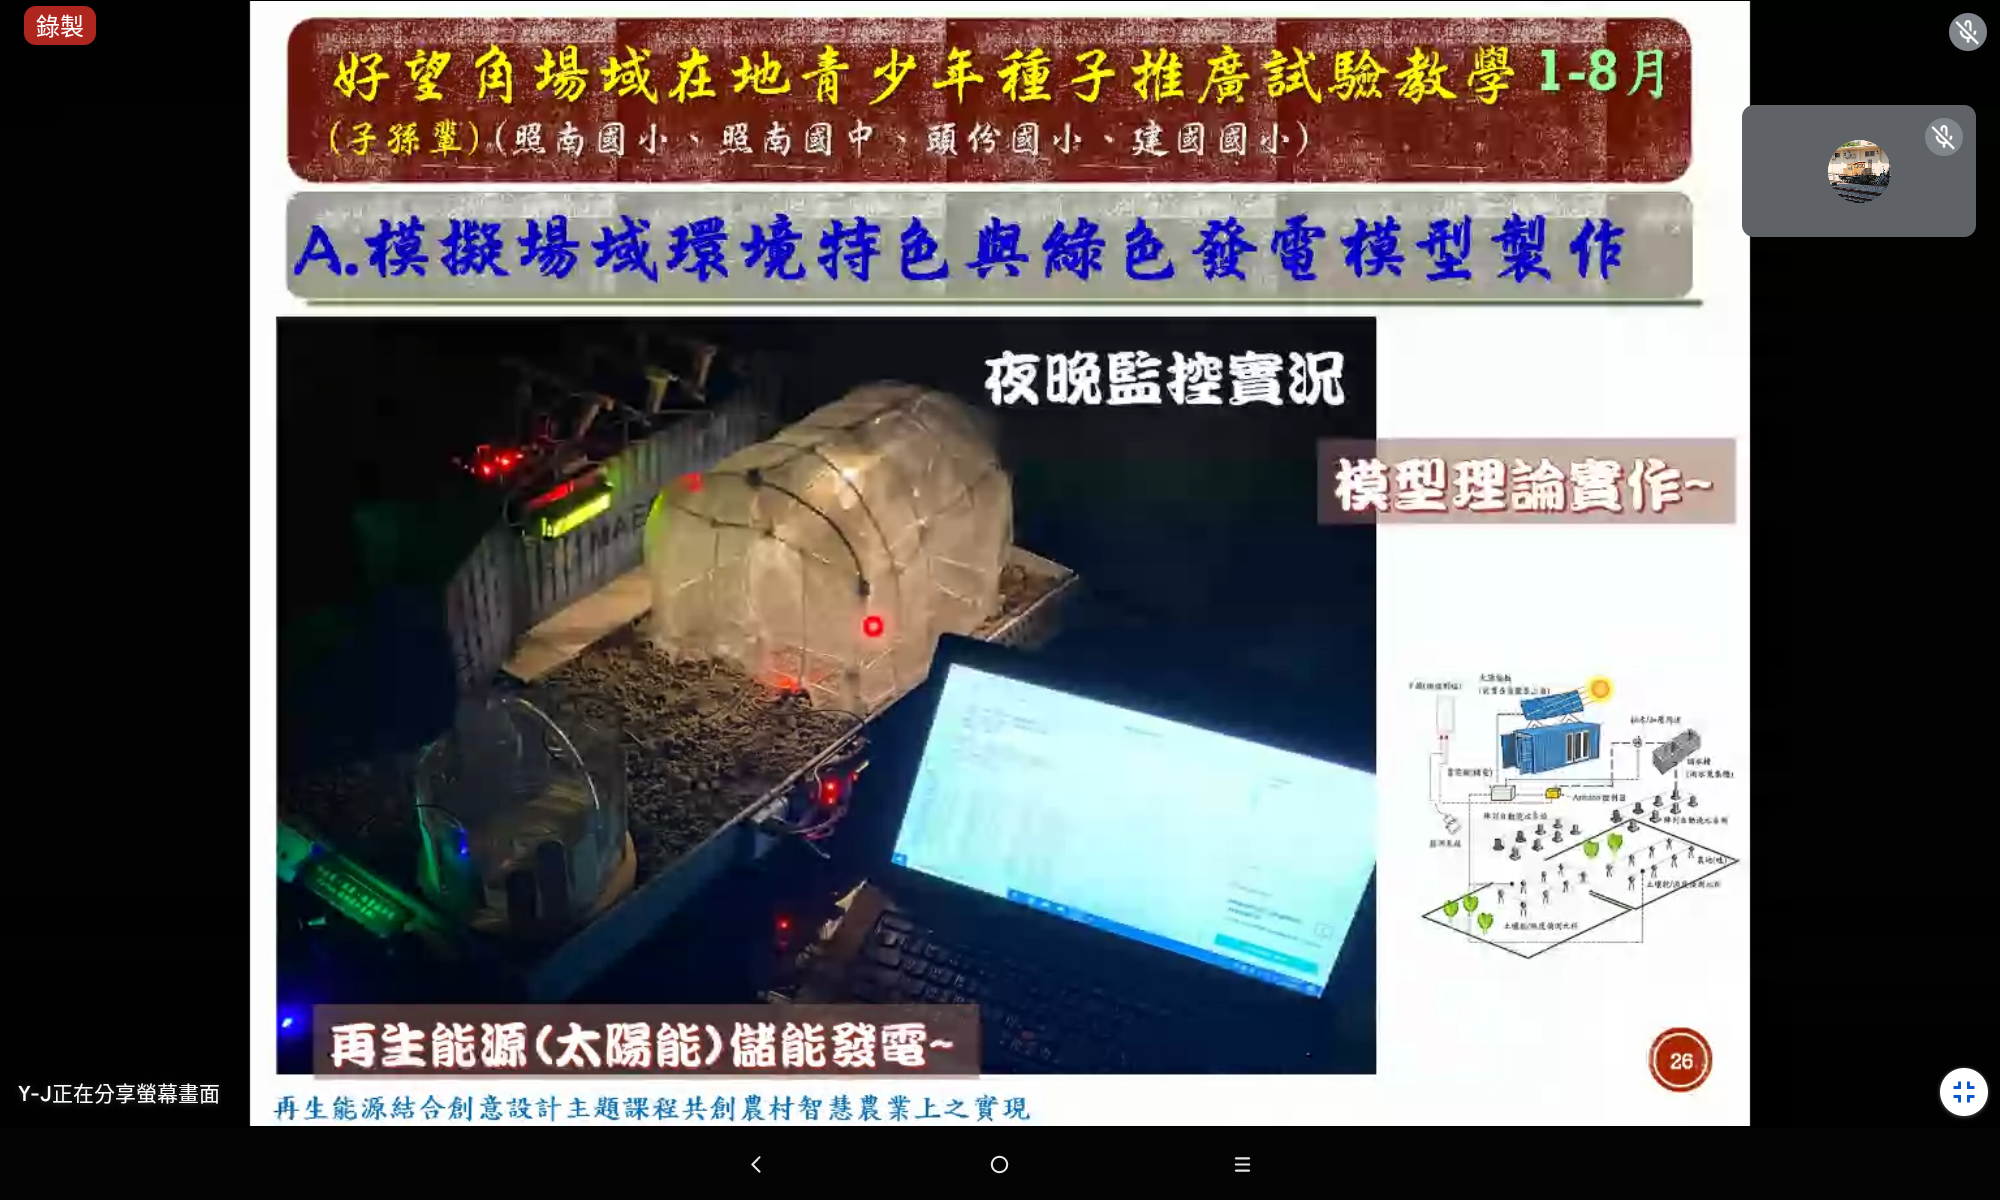 錄製
好望角場域在地青少年種子推廣試驗教學 1-8月
(子孫輩)(照南國小、照南國中、頭份國小、建國國小)
A.模擬場域環境特色與綠色發電模型製作
夜晚監控實況
模型理論實作~
再生能源(太陽能)儲能發電~
26
Y-J正在分享螢幕畫面
再生能源結合創意設計主題課程共創農村智慧農業上之實現